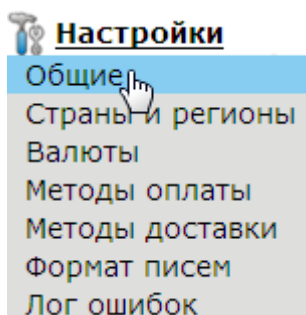 Настройки
Общие
Страны и регионы
Валюты
Методы оплаты
Методы доставки
Формат писем
Лог ошибок